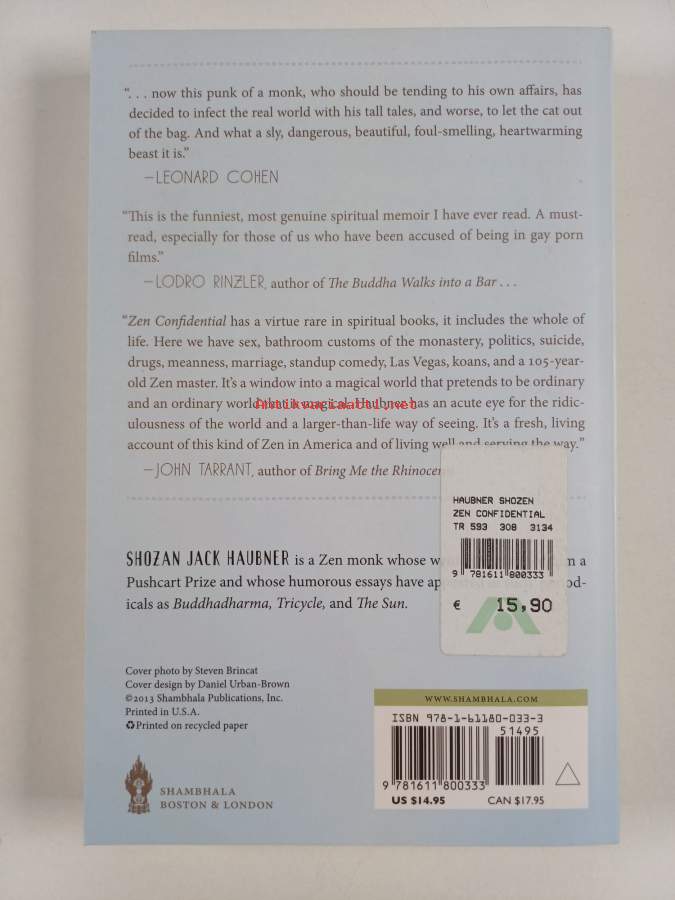 “. . . now this punk of a monk, who should be tending to his own affairs, has
decided to infect the real world with his tall tales, and worse, to let the cat out
of the bag. And what a sly, dangerous, beautiful, foul-smelling, heartwarming
beast it is.”
—LEONARD COHEN
“This is the funniest, most genuine spiritual memoir I have ever read. A must-
read, especially for those of us who have been accused of being in gay porn
films.”
—LODRO RINZLER, author of The Buddha Walks into a Bar . . .
“Zen Confidential has a virtue rare in spiritual books, it includes the whole of
life. Here we have sex, bathroom customs of the monastery, politics, suicide,
drugs, meanness, marriage, standup comedy, Las Vegas, koans, and a 105-year-
old Zen master. It’s a window into a magical world that pretends to be ordinary
and an ordinary world magical. Haubner has an acute eye for the ridic-
Antikvariaatti.net
ulousness of the world and a larger-than-life way of seeing. It’s a fresh, living
account of this kind of Zen in America and of living well and serving the way.”
—JOHN TARRANT, author of Bring Me the
HAUBNER SHOZEN
ZEN CONFIDENTIAL
TR 593 308 3134
9 781611 800333
€ 15,90
SHOZAN JACK HAUBNER is a Zen monk whose a
Pushcart Prize and whose humorous essays have
icals as Buddhadharma, Tricycle, and The Sun.
Cover photo by Steven Brincat
Cover design by Daniel Urban-Brown
©2013 Shambhala Publications, Inc.
Printed in U.S.A.
♻Printed on recycled paper
SHAMBHALA
BOSTON & LONDON
WWW.SHAMBHALA.COM
ISBN 978-1-61180-033-3
51495
9 781611 800333
US $14.95 CAN $17.95